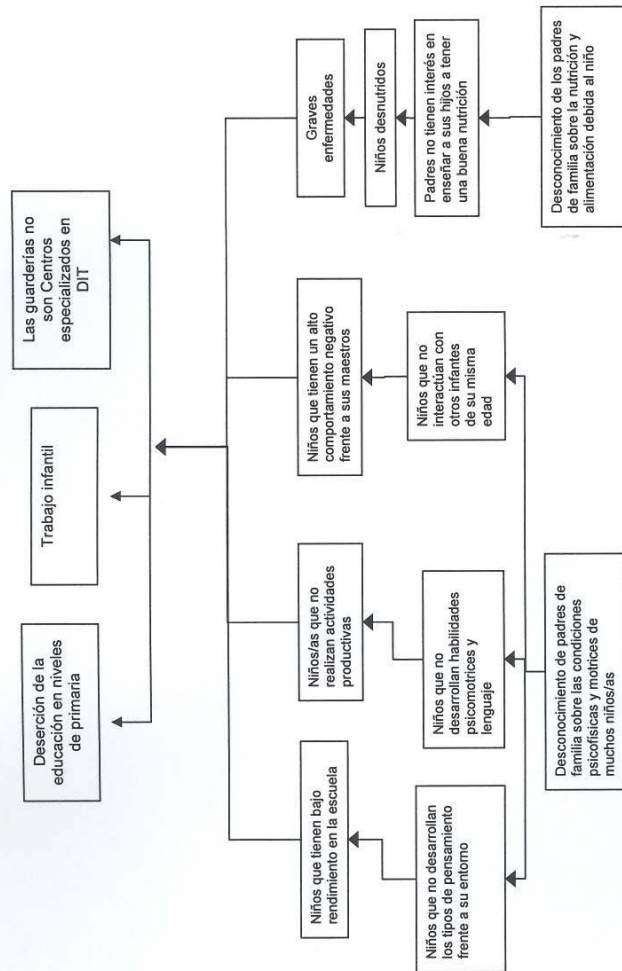 Deserción de la
educación en niveles
de primaria
Trabajo infantil
Las guarderías no
son Centros
especializados en
DIT
Niños que tienen bajo
rendimiento en la escuela
Niños/as que no
realizan actividades
productivas
Niños que tienen un alto
comportamiento negativo
frente a sus maestros
Graves
enfermedades
Niños desnutridos
Niños que no desarrollan
los tipos de pensamiento
frente a su entorno
Niños que no
desarrollan habilidades
psicomotrices y
lenguaje
Niños que no
interactúan con
otros infantes
de su misma
edad
Padres no tienen interés en
enseñar a sus hijos a tener
una buena nutrición
Desconocimiento de padres de
familia sobre las condiciones
psicofísicas y motrices de
muchos niños/as
Desconocimiento de los padres
de familia sobre la nutrición y
alimentación debida al niño